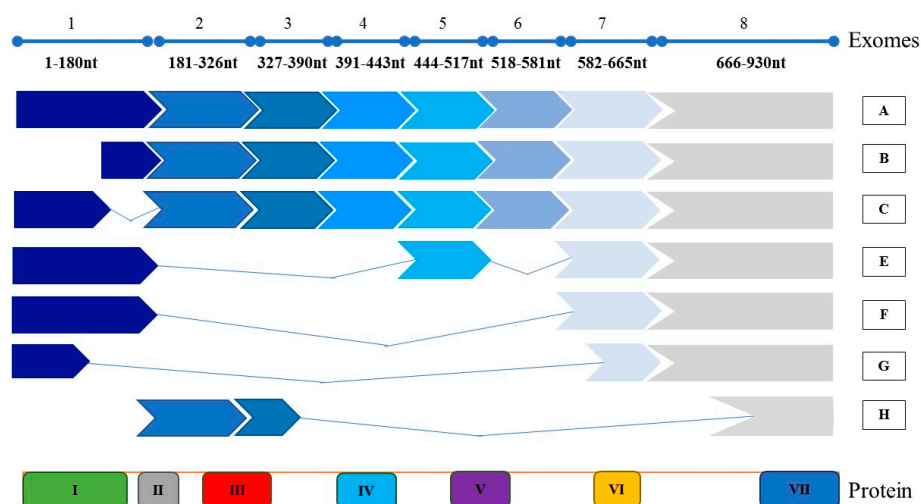 1 2 3 4 5 6 7 8
Exomes
1-180nt 181-326nt 327-390nt 391-443nt 444-517nt 518-581nt 582-665nt 666-930nt
A
B
C
E
F
G
H
I II III IV V VI VII
Protein